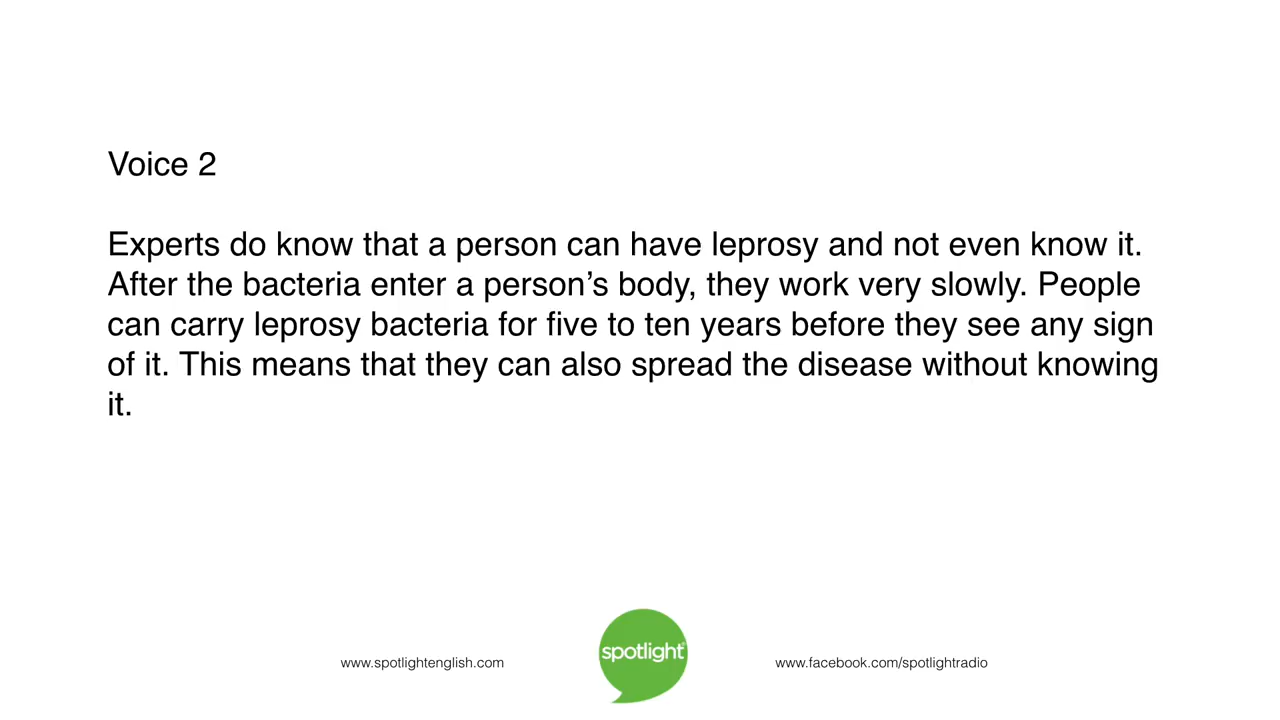 Voice 2
Experts do know that a person can have leprosy and not even know it.
After the bacteria enter a person’s body, they work very slowly. People
can carry leprosy bacteria for five to ten years before they see any sign
of it. This means that they can also spread the disease without knowing
it.
www.spotlightenglish.com
spotlight®
www.facebook.com/spotlightradio